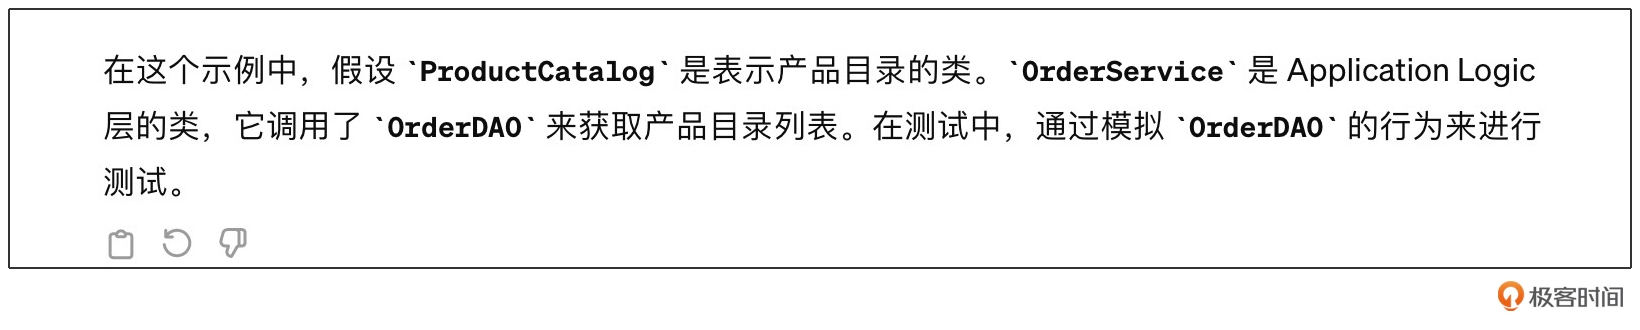 在这个示例中，假设 `ProductCatalog` 是表示产品目录的类。`OrderService` 是 Application Logic
层的类，它调用了 `OrderDAO` 来获取产品目录列表。在测试中，通过模拟 `OrderDAO` 的行为来进行
测试。
极客时间